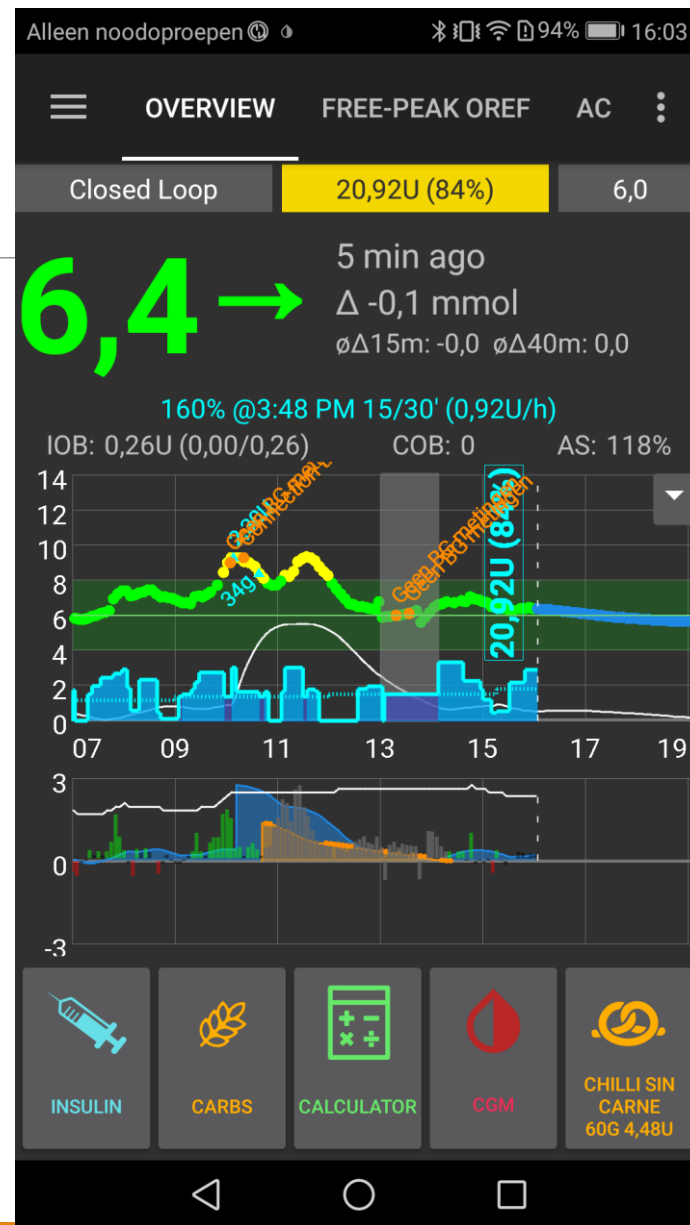 Alleen noodoproepen 94% 16:03
OVERVIEW FREE-PEAK OREF AC
Closed Loop 20,92U (84%) 6,0
6,4
5 min ago
Δ -0,1 mmol
øΔ15m: -0,0 øΔ40m: 0,0
160% @3:48 PM 15/30' (0,92U/h)
IOB: 0,26U (0,00/0,26) COB: 0 AS: 118%
14
12
10
8
6
4
2
0
34g
Geen BG metingen
20,92U (84%)
07 09 11 13 15 17 19
3
0
-3
INSULIN
CARBS
CALCULATOR
CGM
CHILLI SIN
CARNE
60G 4,48U